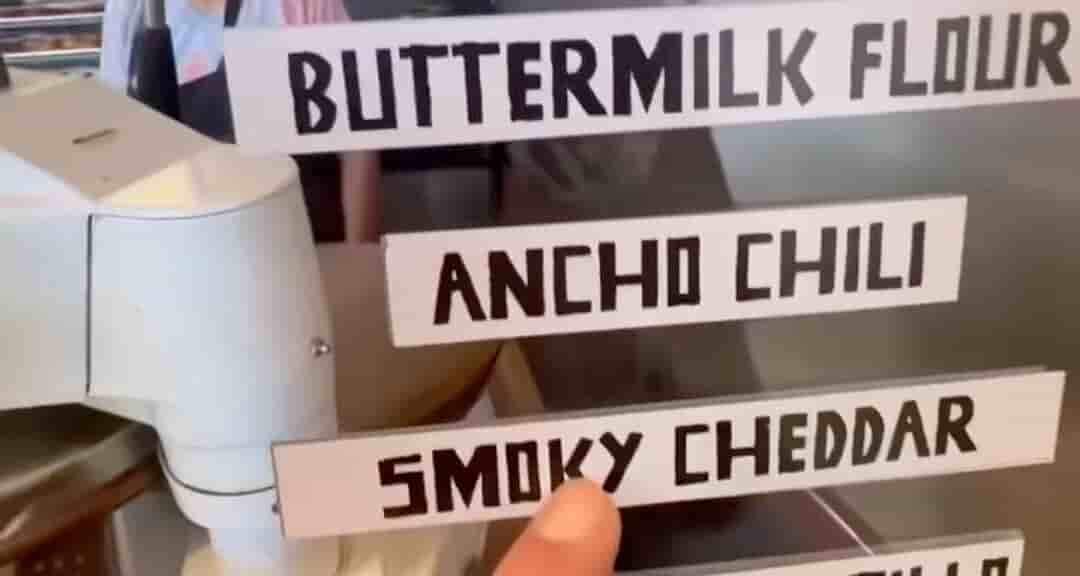 BUTTERMILK FLOUR
ANCHO CHILI
SMOKY CHEDDAR